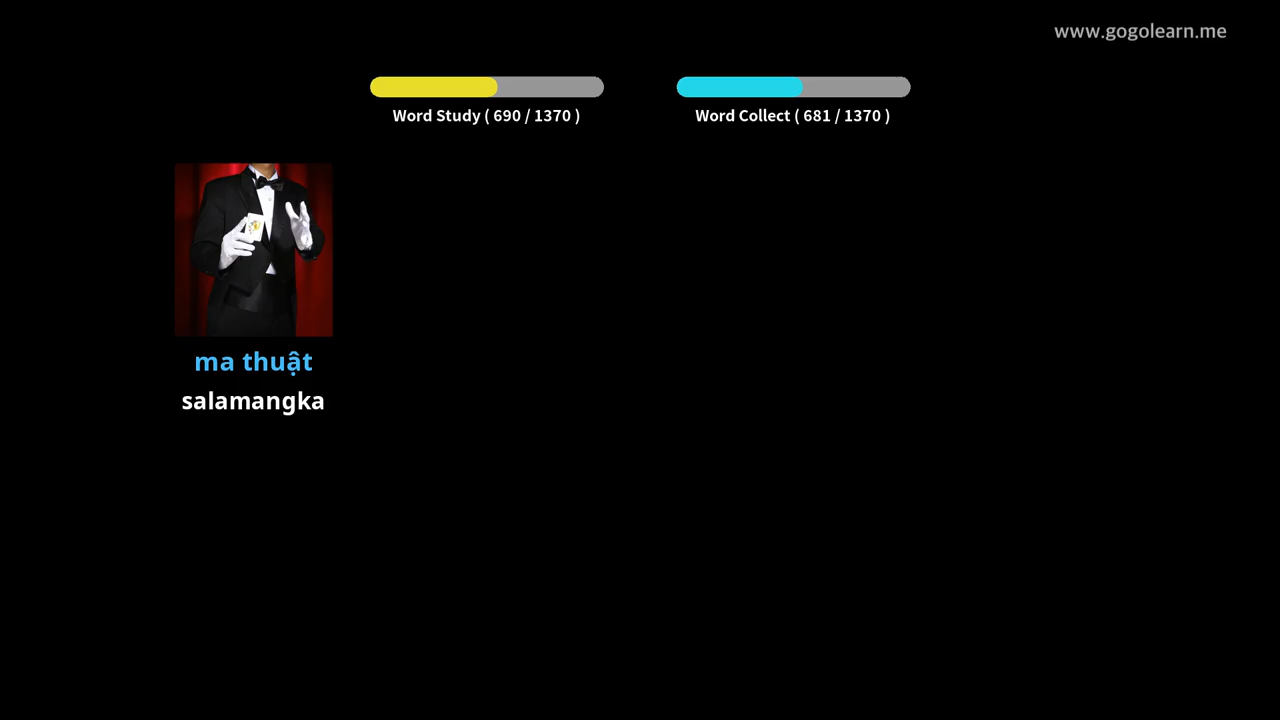 www.gogolearn.me
Word Study ( 690 / 1370 )
Word Collect ( 681 / 1370 )
ma thuật
salamangka